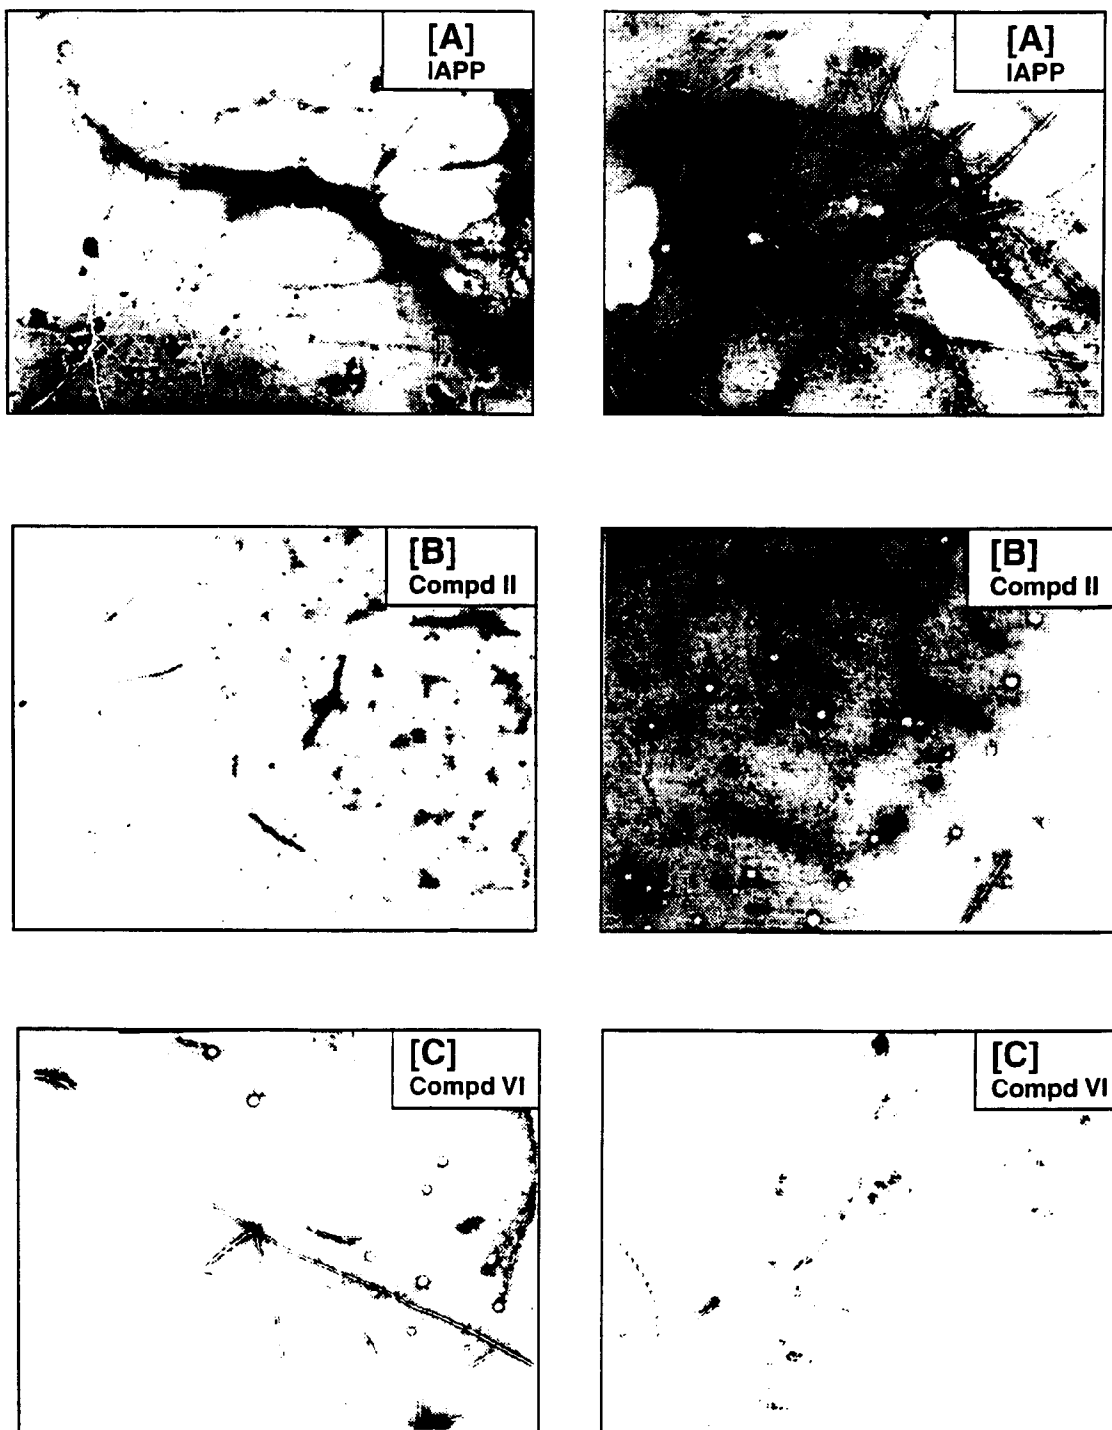 [A]
IAPP
[A]
IAPP
[B]
Compd II
[B]
Compd II
[C]
Compd VI
[C]
Compd VI